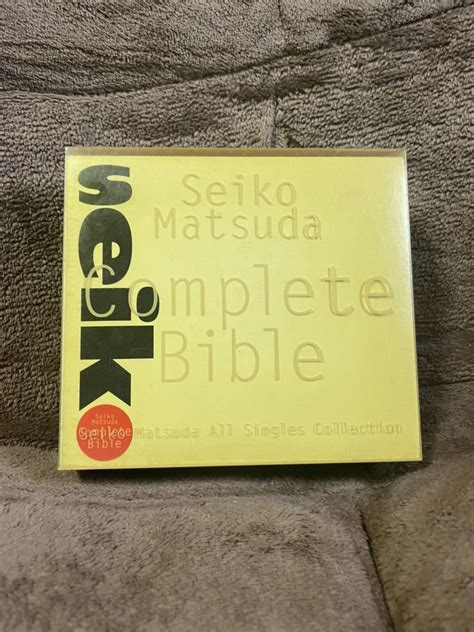 seiko
Seiko
Matsuda
Complete
Bible
Seiko Matsuda All Singles Collection
Seiko
Matsuda
Complete
Bible